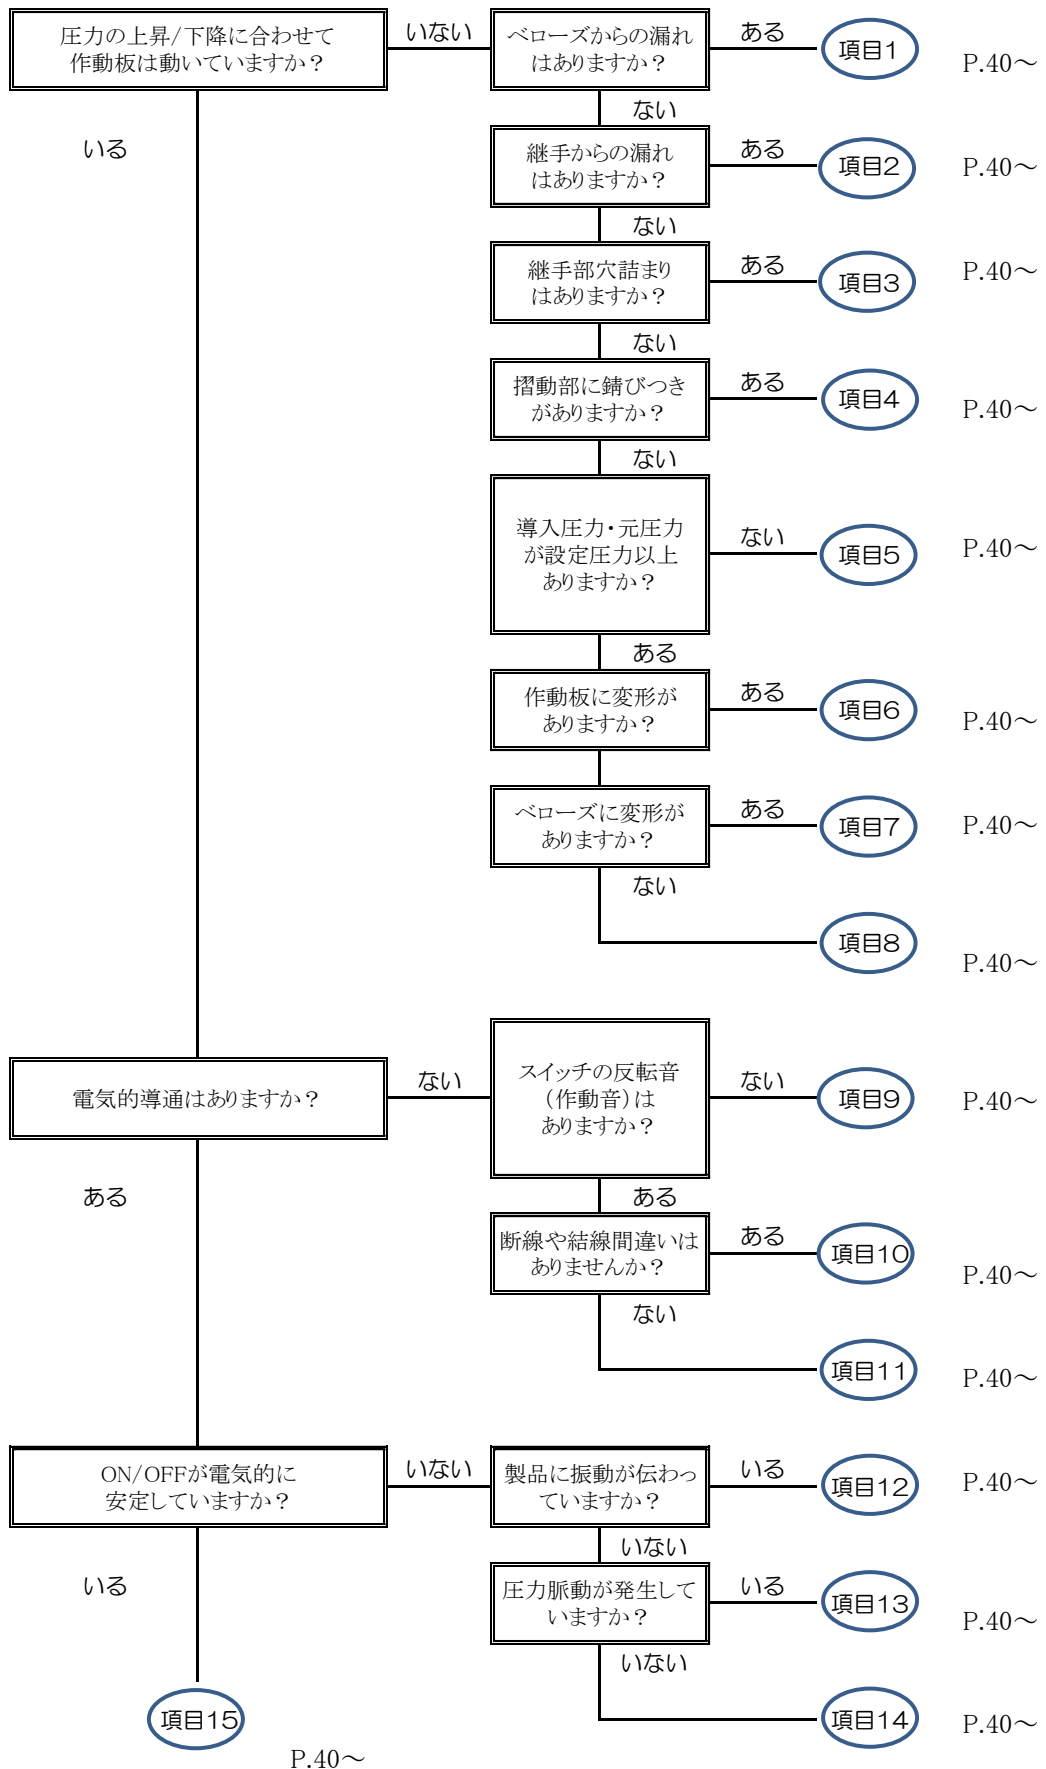 圧力の上昇/下降に合わせて
作動板は動いていますか？
いない
ベローズからの漏れ
はありますか？
ある
項目1
P.40～
いる
ない
継手からの漏れ
はありますか？
ある
項目2
P.40～
ない
継手部穴詰まり
はありますか？
ある
項目3
P.40～
ない
摺動部に錆びつき
がありますか？
ある
項目4
P.40～
ない
導入圧力・元圧力
が設定圧力以上
ありますか？
ない
項目5
P.40～
ある
作動板に変形が
ありますか？
ある
項目6
P.40～
ベローズに変形が
ありますか？
ある
項目7
P.40～
ない
項目8
P.40～
電気的導通はありますか？
ない
スイッチの反転音
（作動音）は
ありますか？
ない
項目9
P.40～
ある
ある
断線や結線間違いは
ありませんか？
ある
項目10
P.40～
ない
項目11
P.40～
ON/OFFが電気的に
安定していますか？
いない
製品に振動が伝わっ
ていますか？
いる
項目12
P.40～
いる
いない
圧力脈動が発生して
いますか？
いる
項目13
P.40～
いない
項目14
P.40～
項目15
P.40～